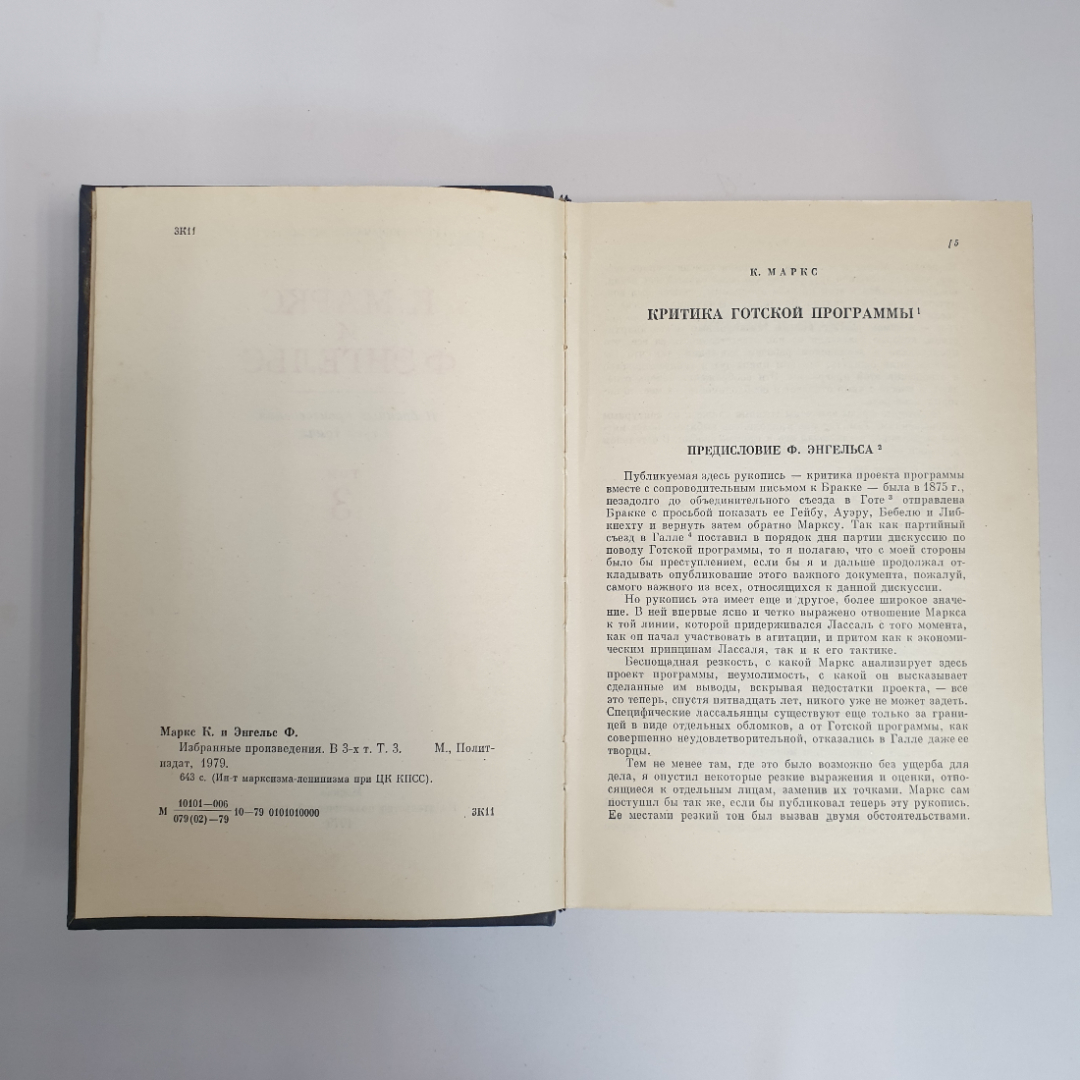 3К11
Маркс К. и Энгельс Ф.
Избранные произведения. В 3-х т. Т. 3. М., Полит-
издат, 1979.
643 с. (Ин-т марксизма-ленинизма при ЦК КПСС).
М 10101—006
079(02)—79 10—79 0101010000 3К11
15
К. МАРКС
КРИТИКА ГОТСКОЙ ПРОГРАММЫ 1
ПРЕДИСЛОВИЕ Ф. ЭНГЕЛЬСА 2
Публикуемая здесь рукопись — критика проекта программы
вместе с сопроводительным письмом к Бракке — была в 1875 г.,
незадолго до объединительного съезда в Готе 3 отправлена
Бракке с просьбой показать ее Гейбу, Ауэру, Бебелю и Либ-
кнехту и вернуть затем обратно Марксу. Так как партийный
съезд в Галле 4 поставил в порядок дня партии дискуссию по
поводу Готской программы, то я полагаю, что с моей стороны
было бы преступлением, если бы я и дальше продолжал от-
кладывать опубликование этого важного документа, пожалуй,
самого важного из всех, относящихся к данной дискуссии.
Но рукопись эта имеет еще и другое, более широкое значе-
ние. В ней впервые ясно и четко выражено отношение Маркса
к той линии, которой придерживался Лассаль с того момента,
как он начал участвовать в агитации, и притом как к экономи-
ческим принципам Лассаля, так и к его тактике.
Беспощадная резкость, с какой Маркс анализирует здесь
проект программы, неумолимость, с какой он высказывает
сделанные им выводы, вскрывая недостатки проекта, — все
это теперь, спустя пятнадцать лет, никого уже не может задеть.
Специфические лассальянцы существуют еще только за грани-
цей в виде отдельных обломков, а от Готской программы, как
совершенно неудовлетворительной, отказались в Галле даже ее
творцы.
Тем не менее там, где это было возможно без ущерба для
дела, я опустил некоторые резкие выражения и оценки, отно-
сящиеся к отдельным лицам, заменив их точками. Маркс сам
поступил бы так же, если бы публиковал теперь эту рукопись.
Ее местами резкий тон был вызван двумя обстоятельствами.